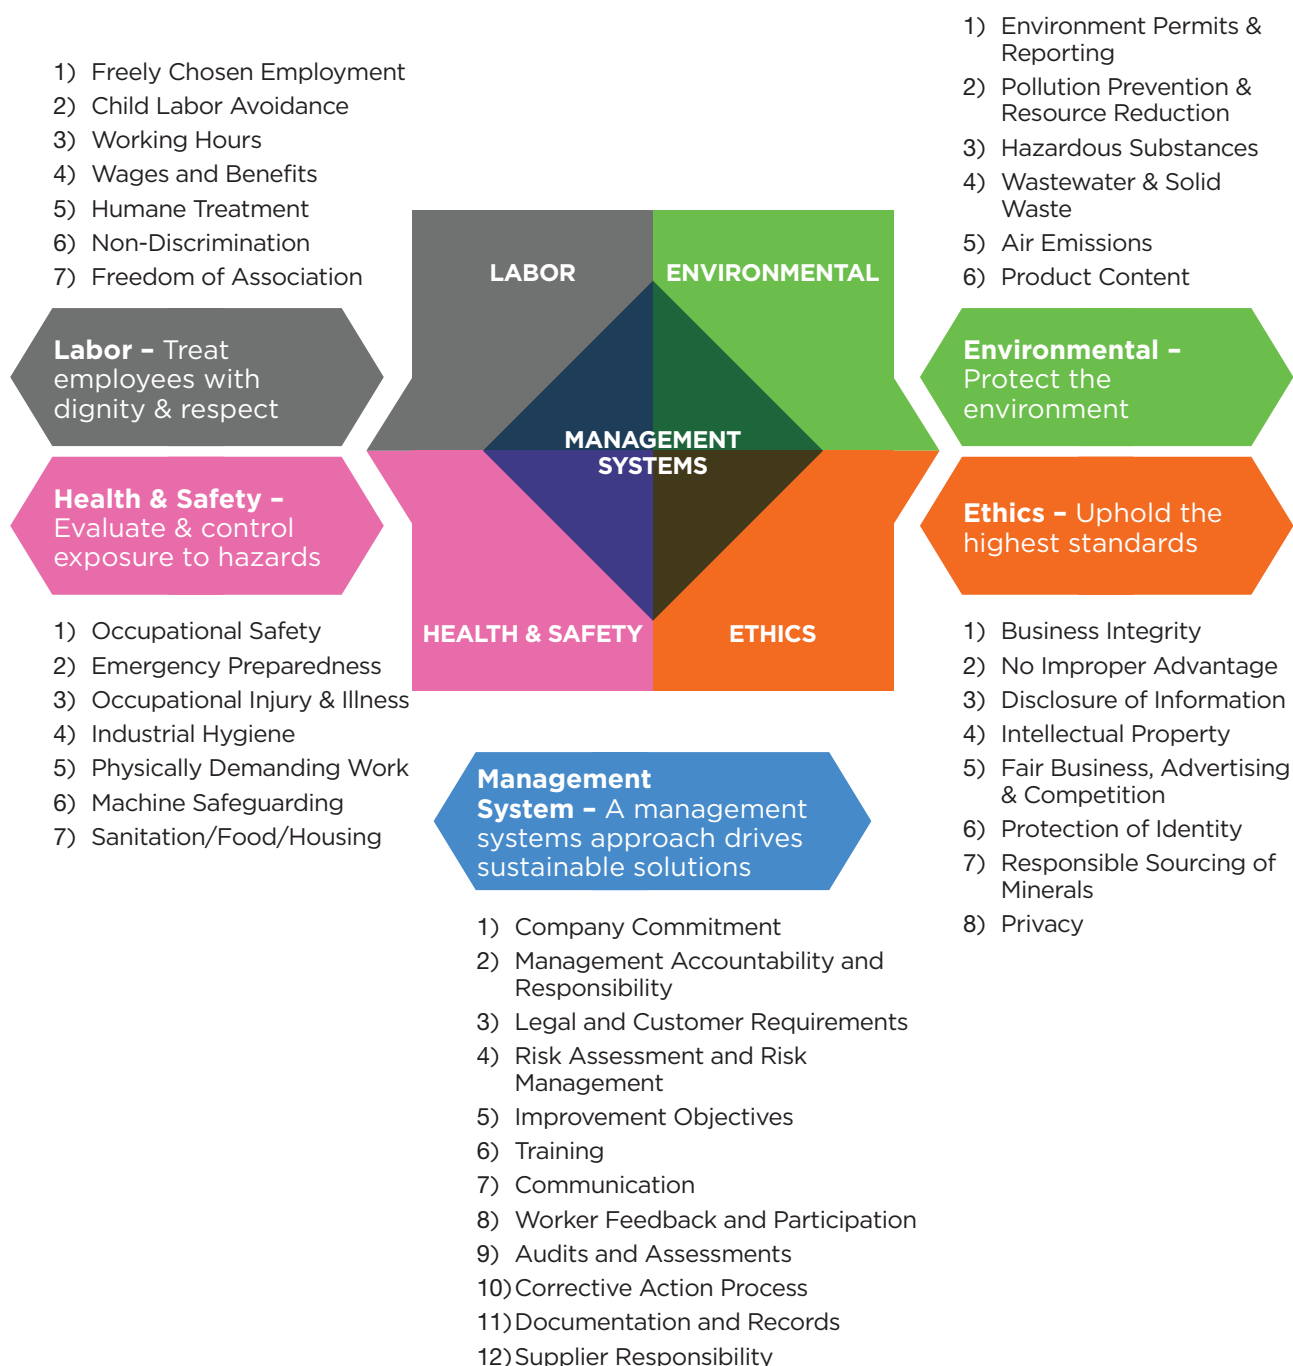 1) Freely Chosen Employment
2) Child Labor Avoidance
3) Working Hours
4) Wages and Benefits
5) Humane Treatment
6) Non-Discrimination
7) Freedom of Association
Labor – Treat
employees with
dignity & respect
Health & Safety –
Evaluate & control
exposure to hazards
1) Occupational Safety
2) Emergency Preparedness
3) Occupational Injury & Illness
4) Industrial Hygiene
5) Physically Demanding Work
6) Machine Safeguarding
7) Sanitation/Food/Housing
LABOR
ENVIRONMENTAL
MANAGEMENT
SYSTEMS
HEALTH & SAFETY
ETHICS
1) Environment Permits &
Reporting
2) Pollution Prevention &
Resource Reduction
3) Hazardous Substances
4) Wastewater & Solid
Waste
5) Air Emissions
6) Product Content
Environmental –
Protect the
environment
Ethics – Uphold the
highest standards
1) Business Integrity
2) No Improper Advantage
3) Disclosure of Information
4) Intellectual Property
5) Fair Business, Advertising
& Competition
6) Protection of Identity
7) Responsible Sourcing of
Minerals
8) Privacy
Management
System – A management
systems approach drives
sustainable solutions
1) Company Commitment
2) Management Accountability and
Responsibility
3) Legal and Customer Requirements
4) Risk Assessment and Risk
Management
5) Improvement Objectives
6) Training
7) Communication
8) Worker Feedback and Participation
9) Audits and Assessments
10) Corrective Action Process
11) Documentation and Records
12) Supplier Responsibility